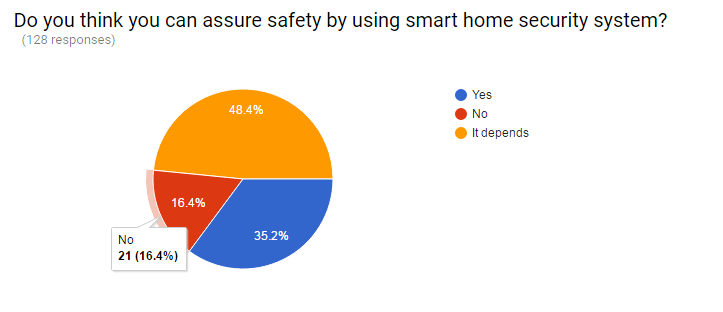 Do you think you can assure safety by using smart home security system?
(128 responses)
48.4%
16.4%
35.2%
No
21 (16.4%)
Yes
No
It depends